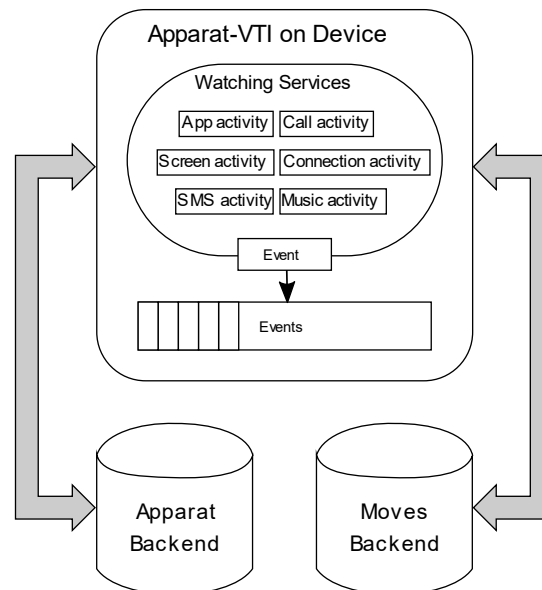 Apparat-VTI on Device
Watching Services
App activity
Call activity
Screen activity
Connection activity
SMS activity
Music activity
Event
Events
Apparat
Backend
Moves
Backend